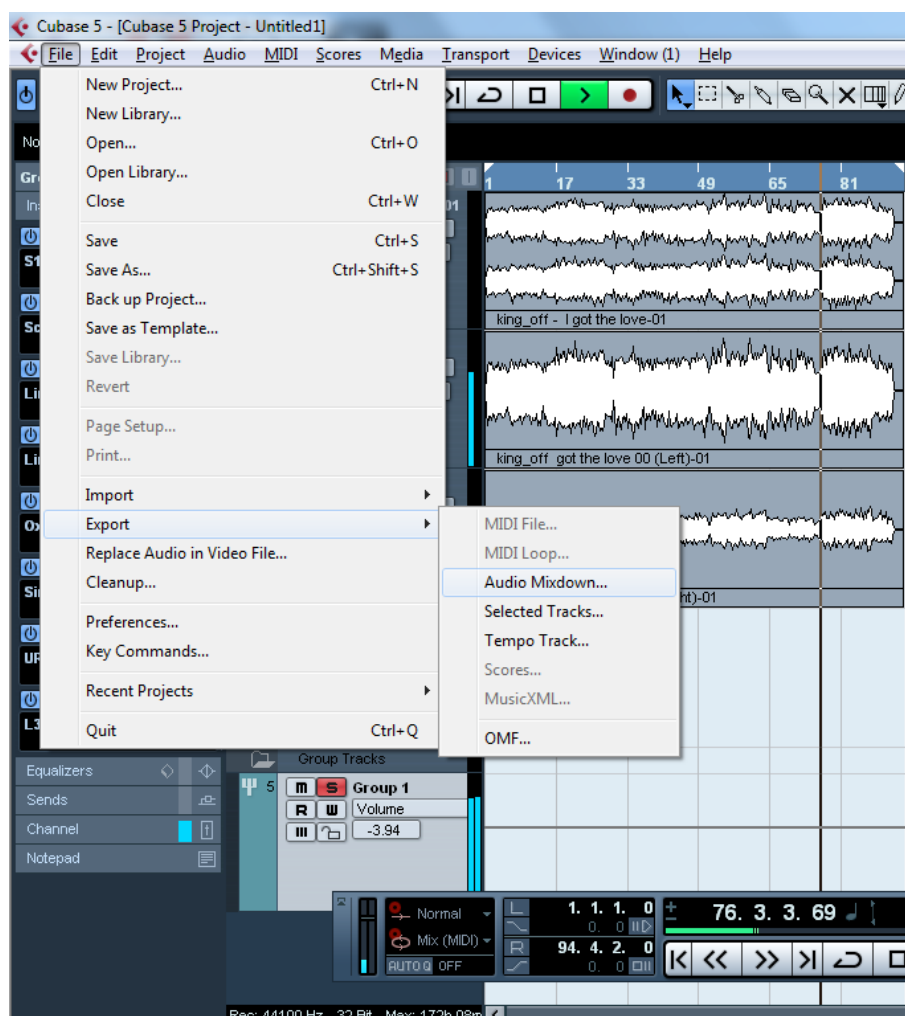 Cubase 5 - [Cubase 5 Project - Untitled1]
File Edit Project Audio MIDI Scores Media Transport Devices Window (1) Help
New Project... Ctrl+N
New Library...
Open... Ctrl+O
Open Library...
Close Ctrl+W
Save Ctrl+S
Save As... Ctrl+Shift+S
Back up Project...
Save as Template...
Save Library...
Revert
Page Setup...
Print...
Import
Export
Replace Audio in Video File...
Cleanup...
Preferences...
Key Commands...
Recent Projects
Quit Ctrl+Q
MIDI File...
MIDI Loop...
Audio Mixdown...
Selected Tracks...
Tempo Track...
Scores...
MusicXML...
OMF...
1 17 33 49 65 81
king_off - I got the love-01
king_off got the love 00 (Left)-01
ht)-01
Equalizers
Sends
Channel
Notepad
Group Tracks
5 m S Group 1
R W Volume
-3.94
Normal
Mix (MIDI)
AUTO Q OFF
L 1. 1. 1. 0
0. 0
R 94. 4. 2. 0
0. 0
76. 3. 3. 69